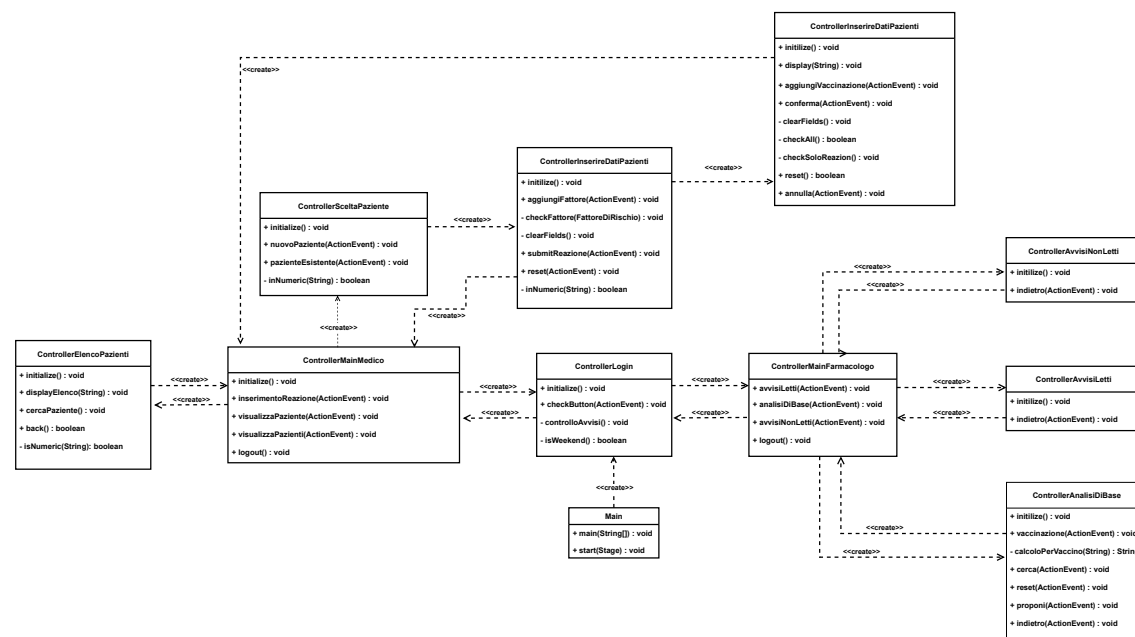 ControllerInserireDatiPazienti
+ initilize() : void
+ display(String) : void
+ aggiungiVaccinazione(ActionEvent) : void
+ conferma(ActionEvent) : void
- clearFields() : void
- checkAll() : boolean
- checkSoloReazion() : void
+ reset() : boolean
+ annulla(ActionEvent) : void
<<create>>
ControllerInserireDatiPazienti
+ initilize() : void
+ aggiungiFattore(ActionEvent) : void
- checkFattore(FattoreDiRischio) : void
- clearFields() : void
+ submitReazione(ActionEvent) : void
+ reset(ActionEvent) : void
- inNumeric(String) : boolean
<<create>>
ControllerSceltaPaziente
+ initialize() : void
+ nuovoPaziente(ActionEvent) : void
+ pazienteEsistente(ActionEvent) : void
- inNumeric(String) : boolean
<<create>>
<<create>>
<<create>>
ControllerElencoPazienti
+ initialize() : void
+ displayElenco(String) : void
+ cercaPaziente() : void
+ back() : boolean
- isNumeric(String): boolean
<<create>>
<<create>>
ControllerMainMedico
+ initialize() : void
+ inserimentoReazione(ActionEvent) : void
+ visualizzaPaziente(ActionEvent) : void
+ visualizzaPazienti(ActionEvent) : void
+ logout() : void
<<create>>
<<create>>
ControllerLogin
+ initialize() : void
+ checkButton(ActionEvent) : void
- controlloAvvisi() : void
- isWeekend() : boolean
<<create>>
Main
+ main(String[]) : void
+ start(Stage) : void
<<create>>
<<create>>
ControllerMainFarmacologo
+ avvisiLetti(ActionEvent) : void
+ analisiDiBase(ActionEvent) : void
+ avvisiNonLetti(ActionEvent) : void
+ logout() : void
<<create>>
<<create>>
ControllerAvvisiNonLetti
+ initilize() : void
+ indietro(ActionEvent) : void
<<create>>
<<create>>
ControllerAvvisiLetti
+ initilize() : void
+ indietro(ActionEvent) : void
<<create>>
<<create>>
ControllerAnalisiDiBase
+ initilize() : void
+ vaccinazione(ActionEvent) : void
- calcoloPerVaccino(String) : Strin
+ cerca(ActionEvent) : void
+ reset(ActionEvent) : void
+ proponi(ActionEvent) : void
+ indietro(ActionEvent) : void